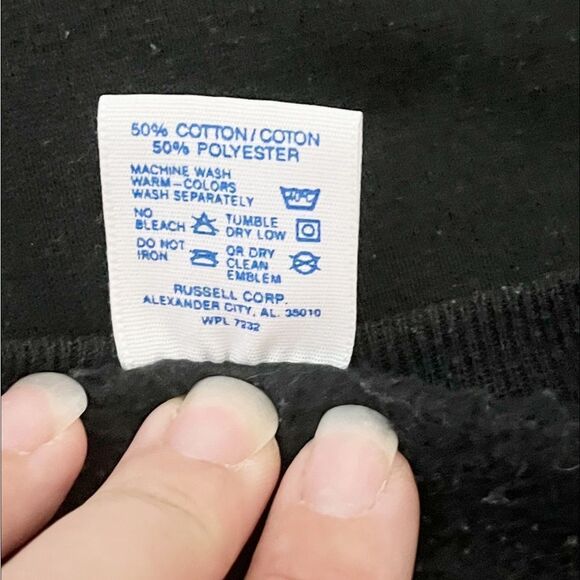 50% COTTON/COTON
50% POLYESTER
MACHINE WASH
WARM-COLORS
WASH SEPARATELY
40°C
NO BLEACH TUMBLE DRY LOW
DO NOT IRON OR DRY CLEAN EMBLEM
RUSSELL CORP.
ALEXANDER CITY, AL. 35010
WPL 7232